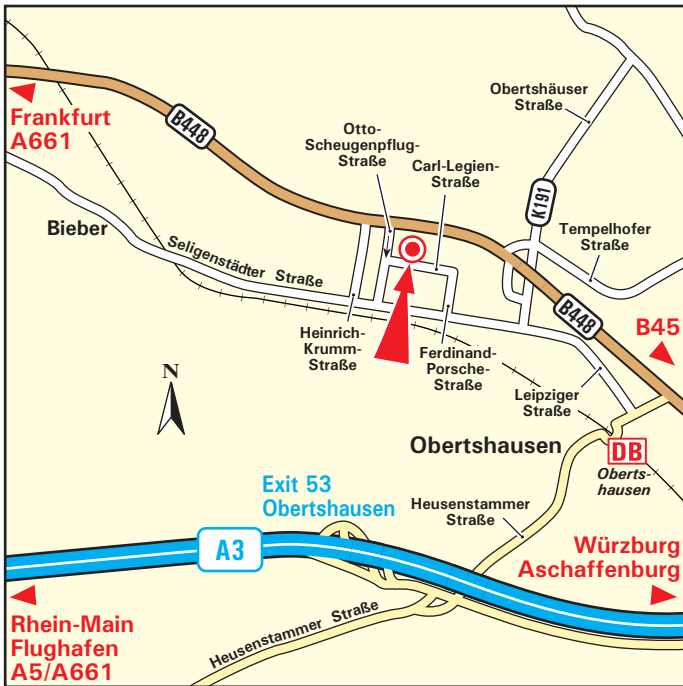 Frankfurt
A661
B448
Otto-
Scheugenpflug-
Straße
Carl-Legien-
Straße
Obertshäuser
Straße
K191
Bieber
Seligenstädter Straße
Tempelhofer
Straße
B448
B45
Heinrich-
Krumm-
Straße
Ferdinand-
Porsche-
Straße
Leipziger
Straße
N
Obertshausen
DB
Oberts-
hausen
Exit 53
Obertshausen
Heusenstammer
Straße
A3
Würzburg
Aschaffenburg
Rhein-Main
Flughafen
A5/A661
Heusenstammer Straße